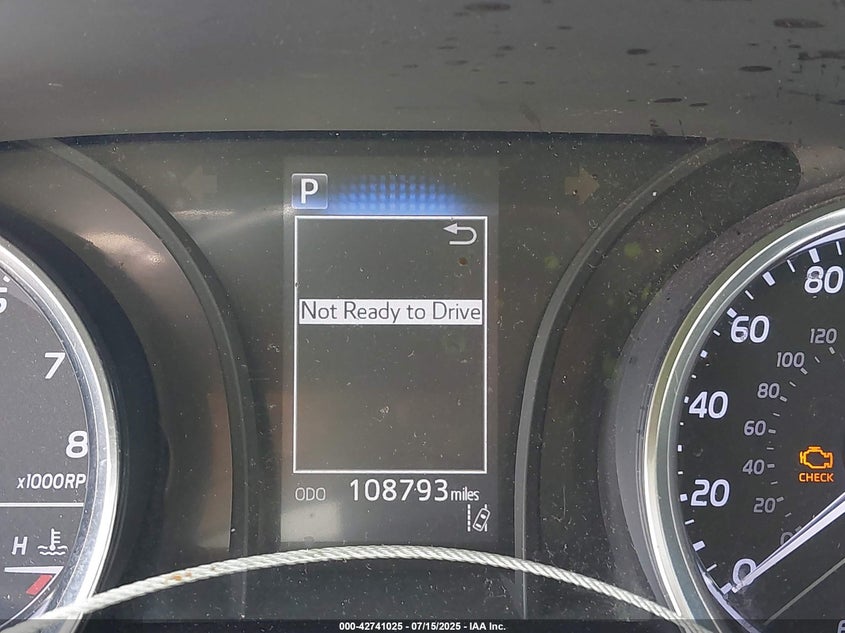 P
Not Ready to Drive
ODO 108793 miles
7
8
x1000RP
H
80
60
40
20
0
120
100
80
60
40
20
CHECK
000-42741025 - 07/15/2025 - IAA Inc.